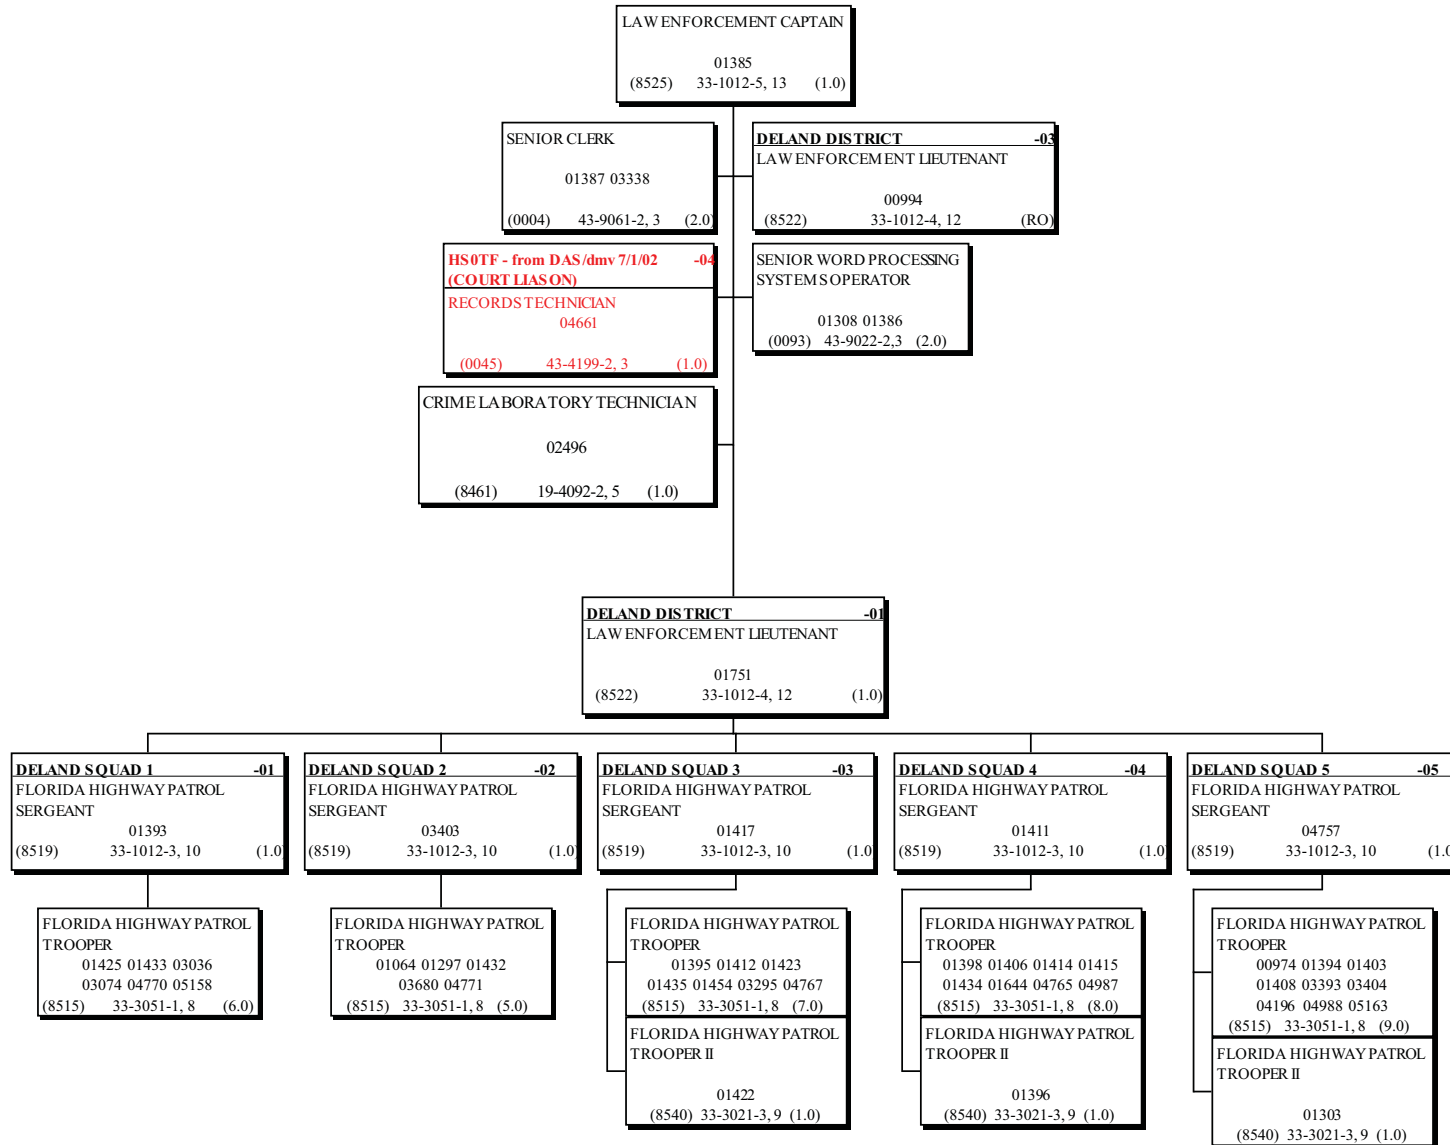 LAW ENFORCEMENT CAPTAIN
01385
(8525) 33-1012-5, 13 (1.0)
SENIOR CLERK
01387 03338
(0004) 43-9061-2, 3 (2.0)
DELAND DISTRICT -03
LAW ENFORCEMENT LIEUTENANT
00994
(8522) 33-1012-4, 12 (RO)
HS0TF - from DAS/dmv 7/1/02 -04
(COURT LIASON)
RECORDS TECHNICIAN
04661
(0045) 43-4199-2, 3 (1.0)
SENIOR WORD PROCESSING
SYSTEMS OPERATOR
01308 01386
(0093) 43-9022-2,3 (2.0)
CRIME LABORATORY TECHNICIAN
02496
(8461) 19-4092-2, 5 (1.0)
DELAND DISTRICT -01
LAW ENFORCEMENT LIEUTENANT
01751
(8522) 33-1012-4, 12 (1.0)
DELAND SQUAD 1 -01
FLORIDA HIGHWAY PATROL
SERGEANT
01393
(8519) 33-1012-3, 10 (1.0)
DELAND SQUAD 2 -02
FLORIDA HIGHWAY PATROL
SERGEANT
03403
(8519) 33-1012-3, 10 (1.0)
DELAND SQUAD 3 -03
FLORIDA HIGHWAY PATROL
SERGEANT
01417
(8519) 33-1012-3, 10 (1.0)
DELAND SQUAD 4 -04
FLORIDA HIGHWAY PATROL
SERGEANT
01411
(8519) 33-1012-3, 10 (1.0)
DELAND SQUAD 5 -05
FLORIDA HIGHWAY PATROL
SERGEANT
04757
(8519) 33-1012-3, 10 (1.0
FLORIDA HIGHWAY PATROL
TROOPER
01425 01433 03036
03074 04770 05158
(8515) 33-3051-1, 8 (6.0)
FLORIDA HIGHWAY PATROL
TROOPER
01064 01297 01432
03680 04771
(8515) 33-3051-1, 8 (5.0)
FLORIDA HIGHWAY PATROL
TROOPER
01395 01412 01423
01435 01454 03295 04767
(8515) 33-3051-1, 8 (7.0)
FLORIDA HIGHWAY PATROL
TROOPER II
01422
(8540) 33-3021-3, 9 (1.0)
FLORIDA HIGHWAY PATROL
TROOPER
01398 01406 01414 01415
01434 01644 04765 04987
(8515) 33-3051-1, 8 (8.0)
FLORIDA HIGHWAY PATROL
TROOPER II
01396
(8540) 33-3021-3, 9 (1.0)
FLORIDA HIGHWAY PATROL
TROOPER
00974 01394 01403
01408 03393 03404
04196 04988 05163
(8515) 33-3051-1, 8 (9.0)
FLORIDA HIGHWAY PATROL
TROOPER II
01303
(8540) 33-3021-3, 9 (1.0)